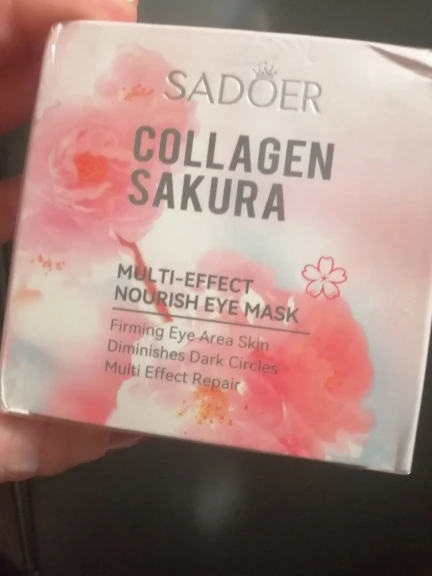 SADOER
COLLAGEN
SAKURA
MULTI-EFFECT
NOURISH EYE MASK
Firming Eye Area Skin
Diminishes Dark Circles
Multi Effect Repair